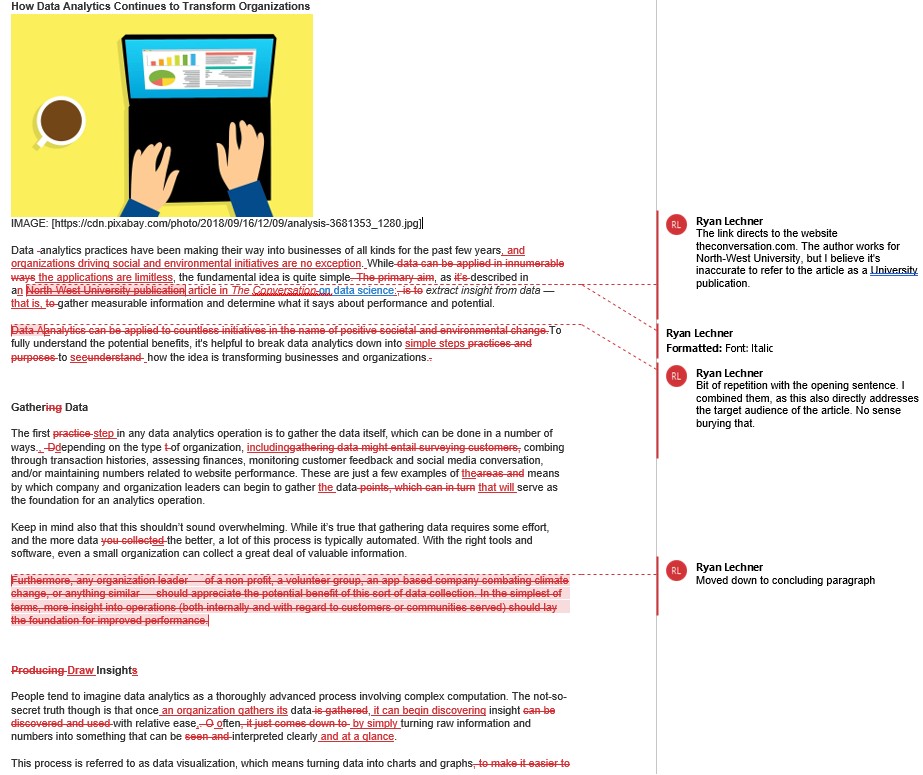 How Data Analytics Continues to Transform Organizations
IMAGE: [https://cdn.pixabay.com/photo/2018/09/16/12/09/analysis-3681353_1280.jpg]
Data -analytics practices have been making their way into businesses of all kinds for the past few years, and
organizations driving social and environmental initiatives are no exception. While data can be applied in innumerable
ways the applications are limitless, the fundamental idea is quite simple. The primary aim, as it's described in
an North-West University publication article in The Conversation on data science, , is to extract insight from data —
that is, to gather measurable information and determine what it says about performance and potential.
Data Analytics can be applied to countless initiatives in the name of positive societal and environmental change. To
fully understand the potential benefits, it's helpful to break data analytics down into simple steps practices and
purposes to seeunderstand how the idea is transforming businesses and organizations..
Gathering Data
The first practice step in any data analytics operation is to gather the data itself, which can be done in a number of
ways., Ddepending on the type t of organization, includinggathering data might entail surveying customers, combing
through transaction histories, assessing finances, monitoring customer feedback and social media conversation,
and/or maintaining numbers related to website performance. These are just a few examples of theareas and means
by which company and organization leaders can begin to gather the data points, which can in turn that will serve as
the foundation for an analytics operation.
Keep in mind also that this shouldn't sound overwhelming. While it's true that gathering data requires some effort,
and the more data you collected the better, a lot of this process is typically automated. With the right tools and
software, even a small organization can collect a great deal of valuable information.
Furthermore, any organization leader — of a non-profit, a volunteer group, an app-based company combating climate
change, or anything similar — should appreciate the potential benefit of this sort of data collection. In the simplest of
terms, more insight into operations (both internally and with regard to customers or communities served) should lay
the foundation for improved performance.
Producing Draw Insights
People tend to imagine data analytics as a thoroughly advanced process involving complex computation. The not-so-
secret truth though is that once an organization gathers its data is gathered, it can begin discovering insight can be
discovered and used with relative ease,. O often, it just comes down to by simply turning raw information and
numbers into something that can be seen and interpreted clearly and at a glance.
This process is referred to as data visualization, which means turning data into charts and graphs, to make it easier to
RL
Ryan Lechner
The link directs to the website
theconversation.com. The author works for
North-West University, but I believe it's
inaccurate to refer to the article as a University
publication.
Ryan Lechner
Formatted: Font: Italic
RL
Ryan Lechner
Bit of repetition with the opening sentence. I
combined them, as this also directly addresses
the target audience of the article. No sense
burying that.
RL
Ryan Lechner
Moved down to concluding paragraph